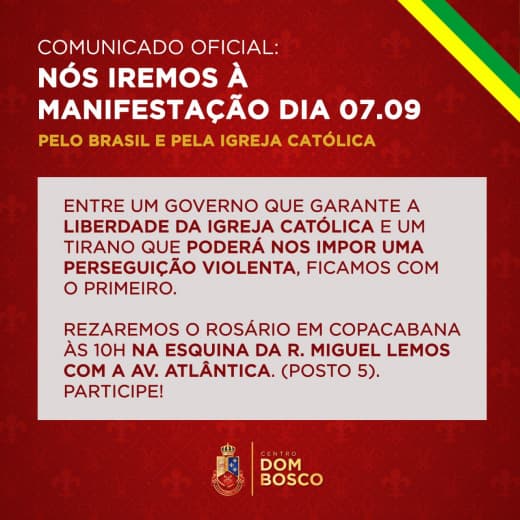 COMUNICADO OFICIAL:
NÓS IREMOS À
MANIFESTAÇÃO DIA 07.09
PELO BRASIL E PELA IGREJA CATÓLICA
ENTRE UM GOVERNO QUE GARANTE A
LIBERDADE DA IGREJA CATÓLICA E UM
TIRANO QUE PODERÁ NOS IMPOR UMA
PERSEGUIÇÃO VIOLENTA, FICAMOS COM
O PRIMEIRO.
REZAREMOS O ROSÁRIO EM COPACABANA
ÀS 10H NA ESQUINA DA R. MIGUEL LEMOS
COM A AV. ATLÂNTICA. (POSTO 5).
PARTICIPE!
CENTRO
DOM
BOSCO